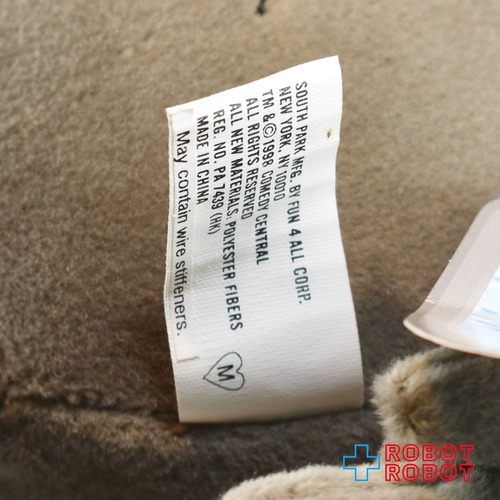 SOUTH PARK MFG. BY FUN 4 ALL CORP.
NEW YORK, NY 10010
TM & ©1998 COMEDY CENTRAL
ALL RIGHTS RESERVED
ALL NEW MATERIALS: POLYESTER FIBERS
REG. NO. PA 7439 (HK)
MADE IN CHINA
May contain wire stiffeners.
M
ROBOT
ROBOT